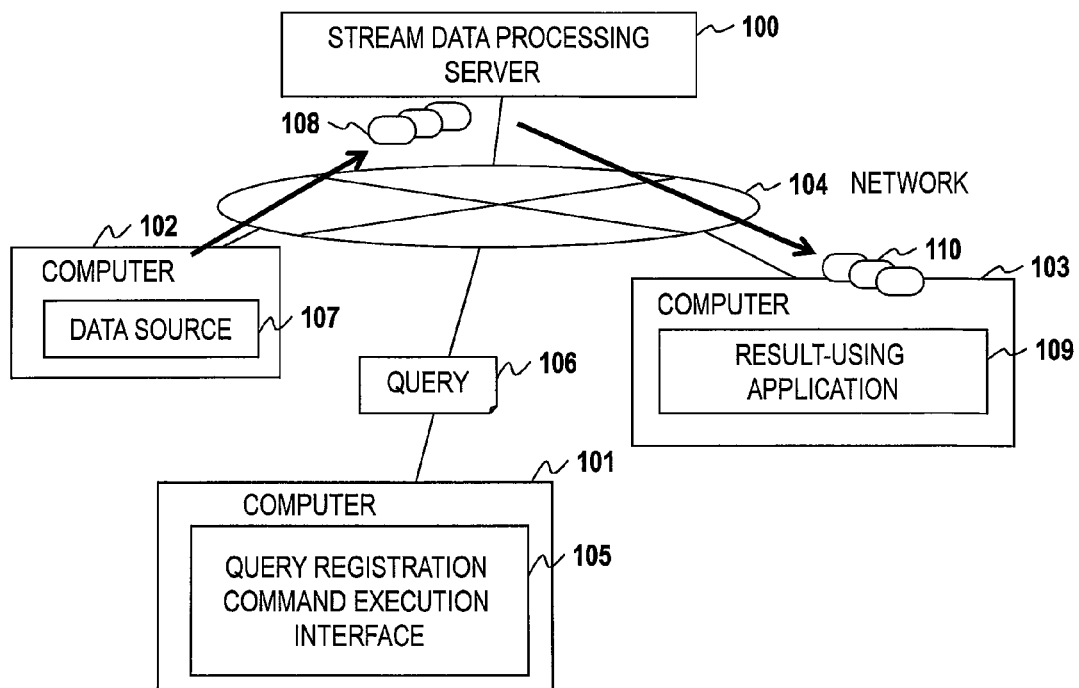 STREAM DATA PROCESSING
SERVER
100
108
104 NETWORK
102
COMPUTER
DATA SOURCE
107
110
103
COMPUTER
RESULT-USING
APPLICATION
109
QUERY
106
101
COMPUTER
QUERY REGISTRATION
COMMAND EXECUTION
INTERFACE
105